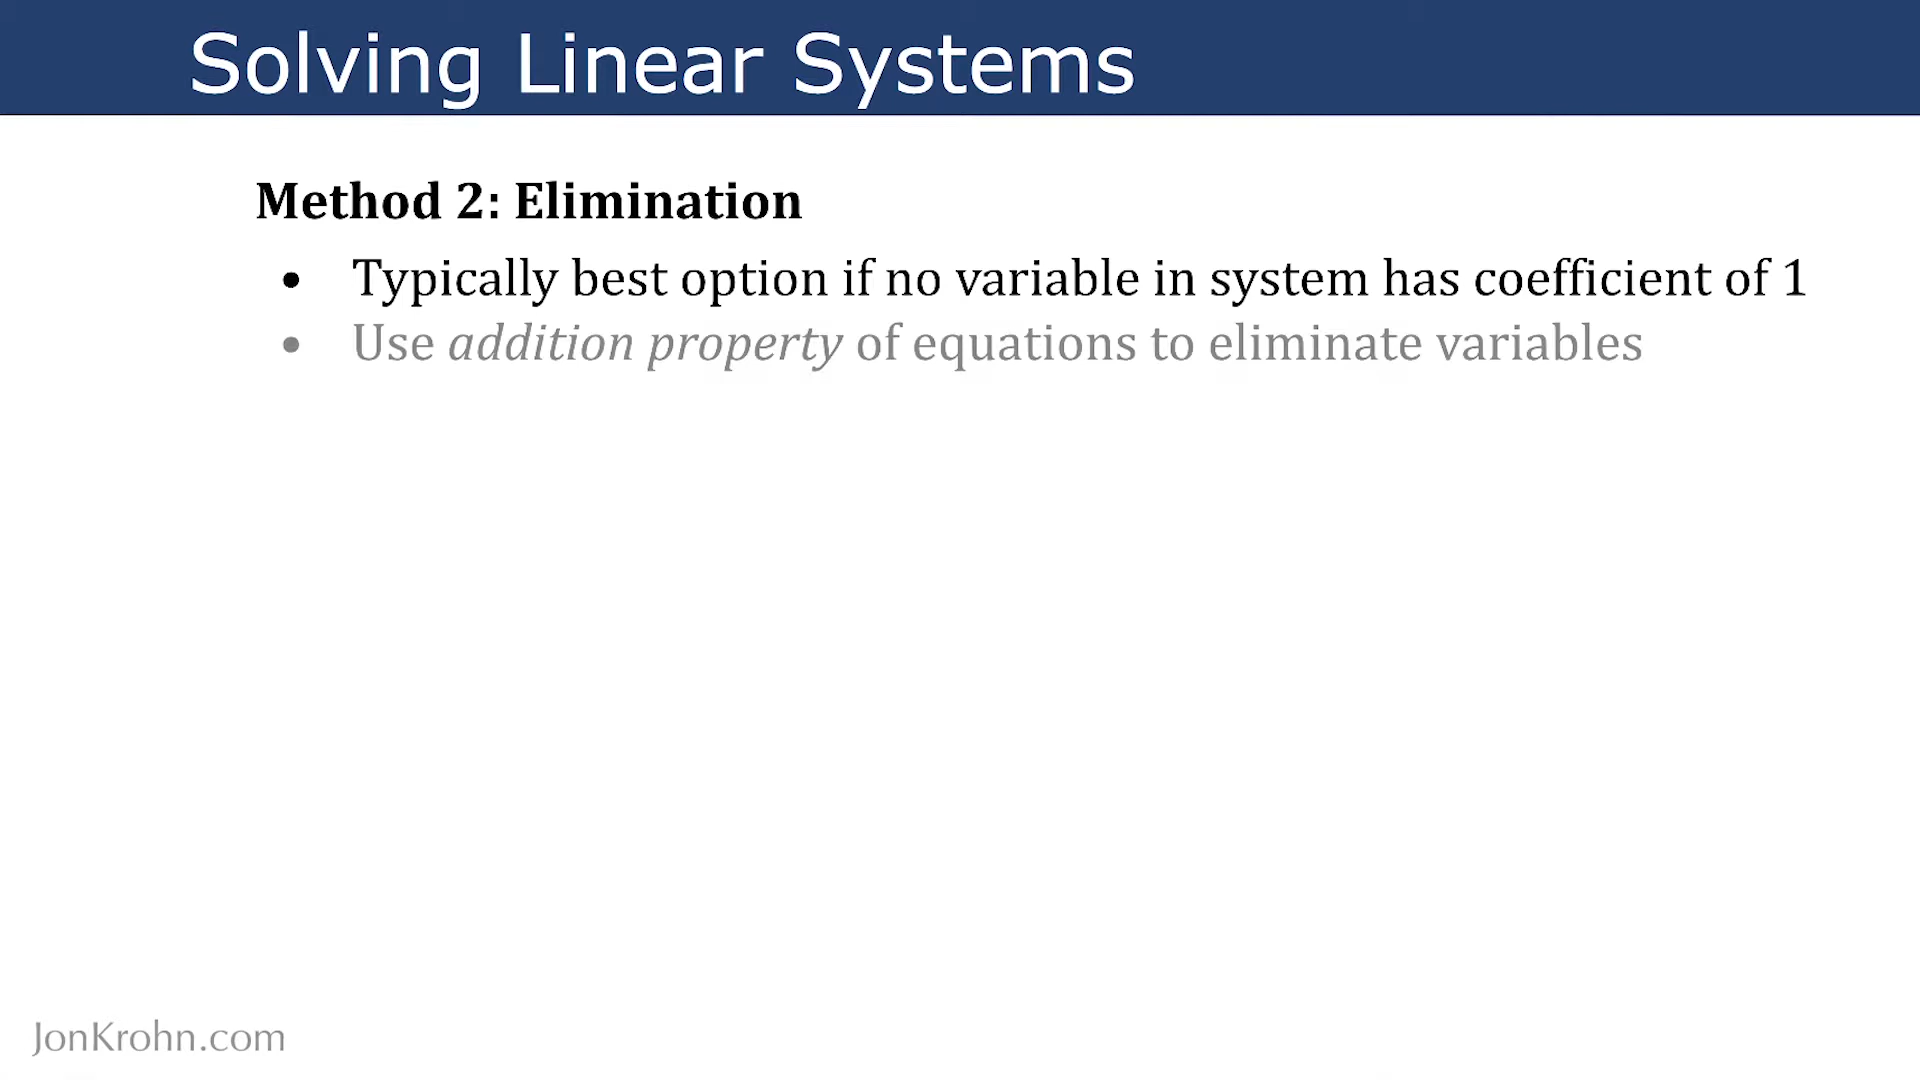 Solving Linear Systems
Method 2: Elimination
• Typically best option if no variable in system has coefficient of 1
• Use addition property of equations to eliminate variables
JonKrohn.com